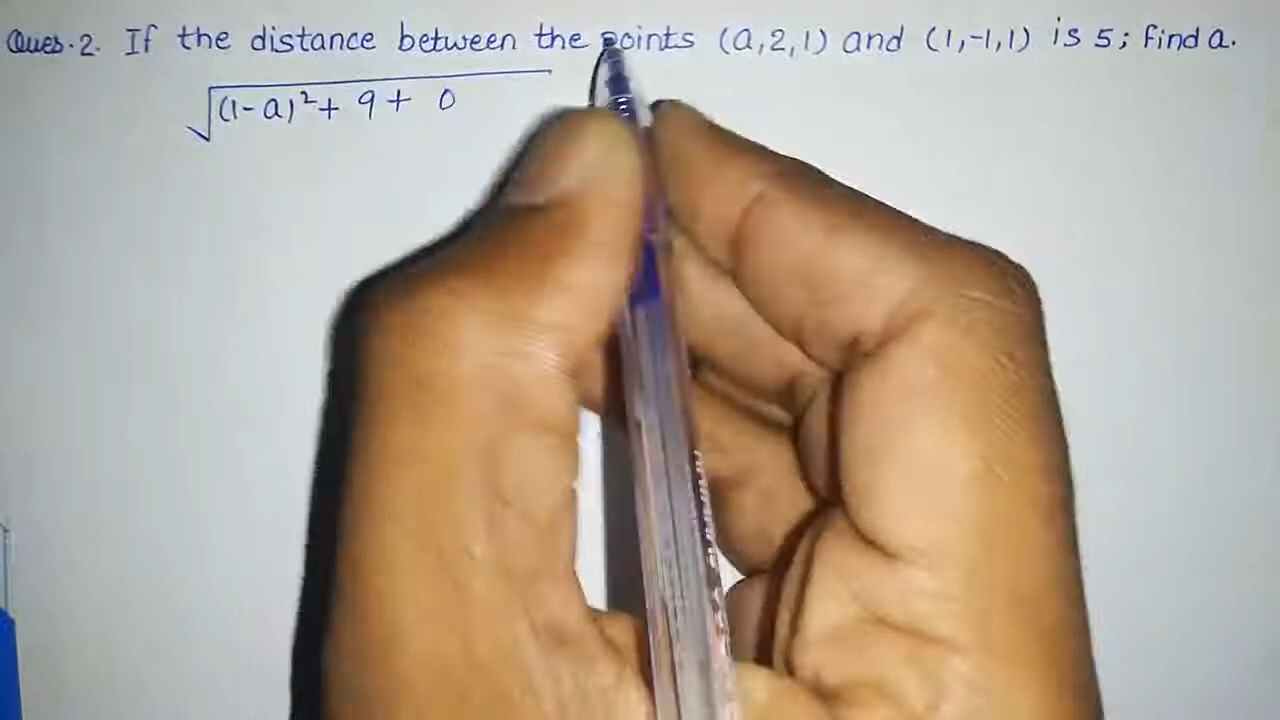 Ques.2. If the distance between the points (a,2,1) and (1,-1,1) is 5; find a.
√(1-a)²+ 9 + 0